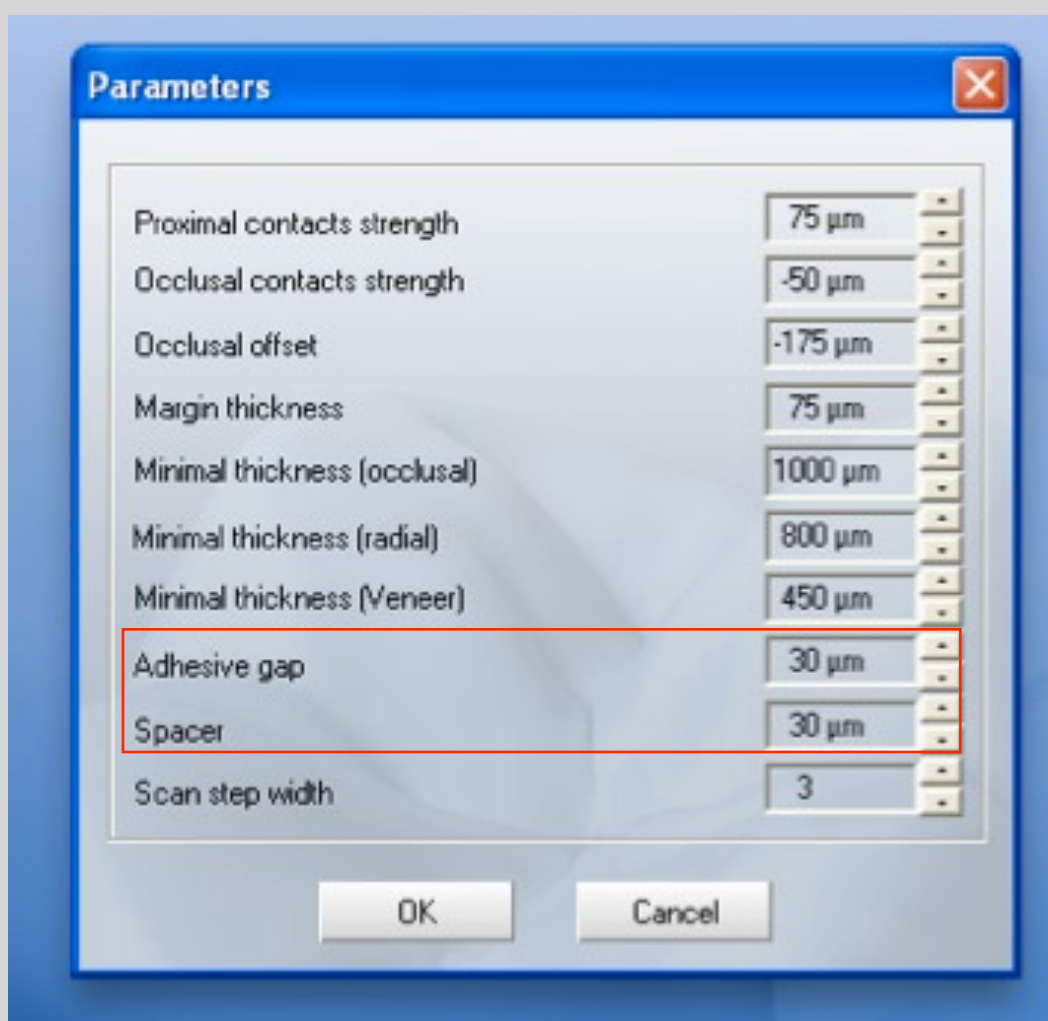 Parameters
Proximal contacts strength 75 µm
Occlusal contacts strength -50 µm
Occlusal offset -175 µm
Margin thickness 75 µm
Minimal thickness (occlusal) 1000 µm
Minimal thickness (radial) 800 µm
Minimal thickness (Veneer) 450 µm
Adhesive gap 30 µm
Spacer 30 µm
Scan step width 3
OK Cancel